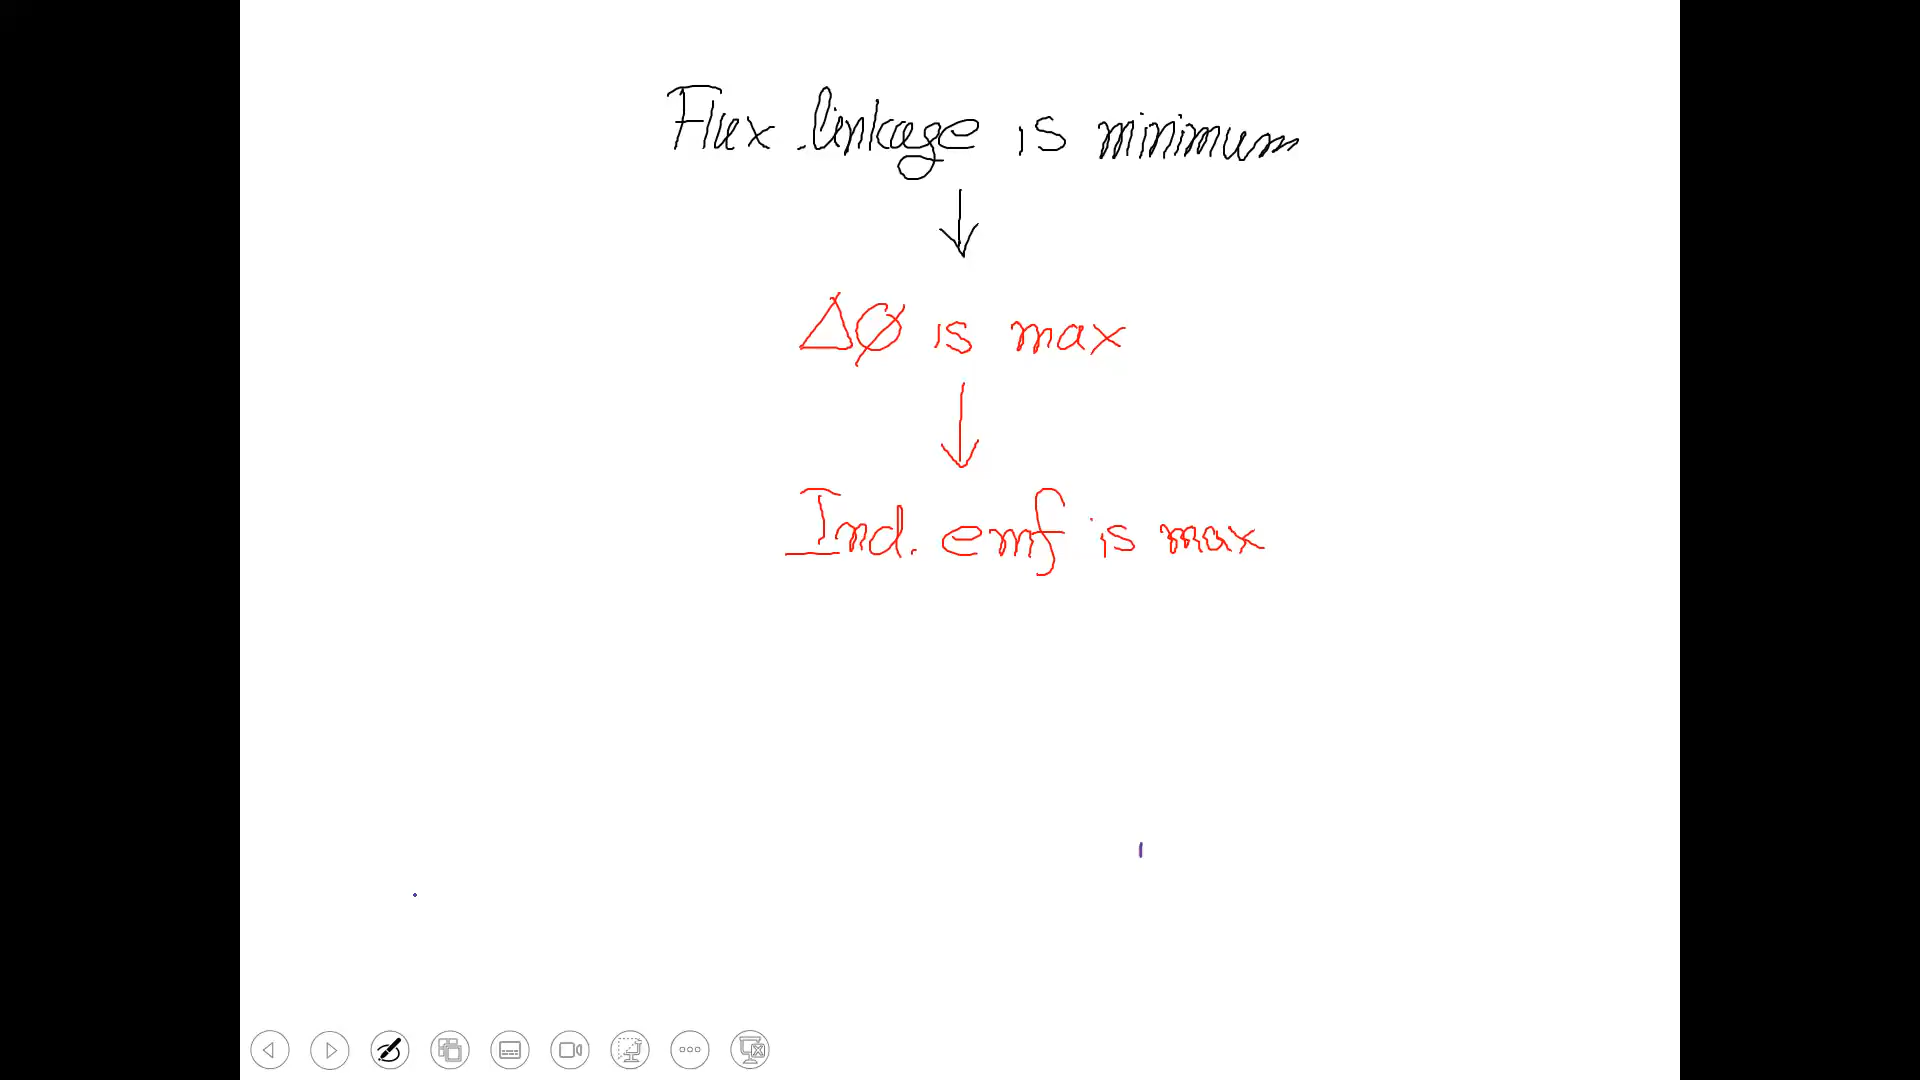 Flux linkage is minimum
↓
ΔØ is max
↓
Ind. emf is max